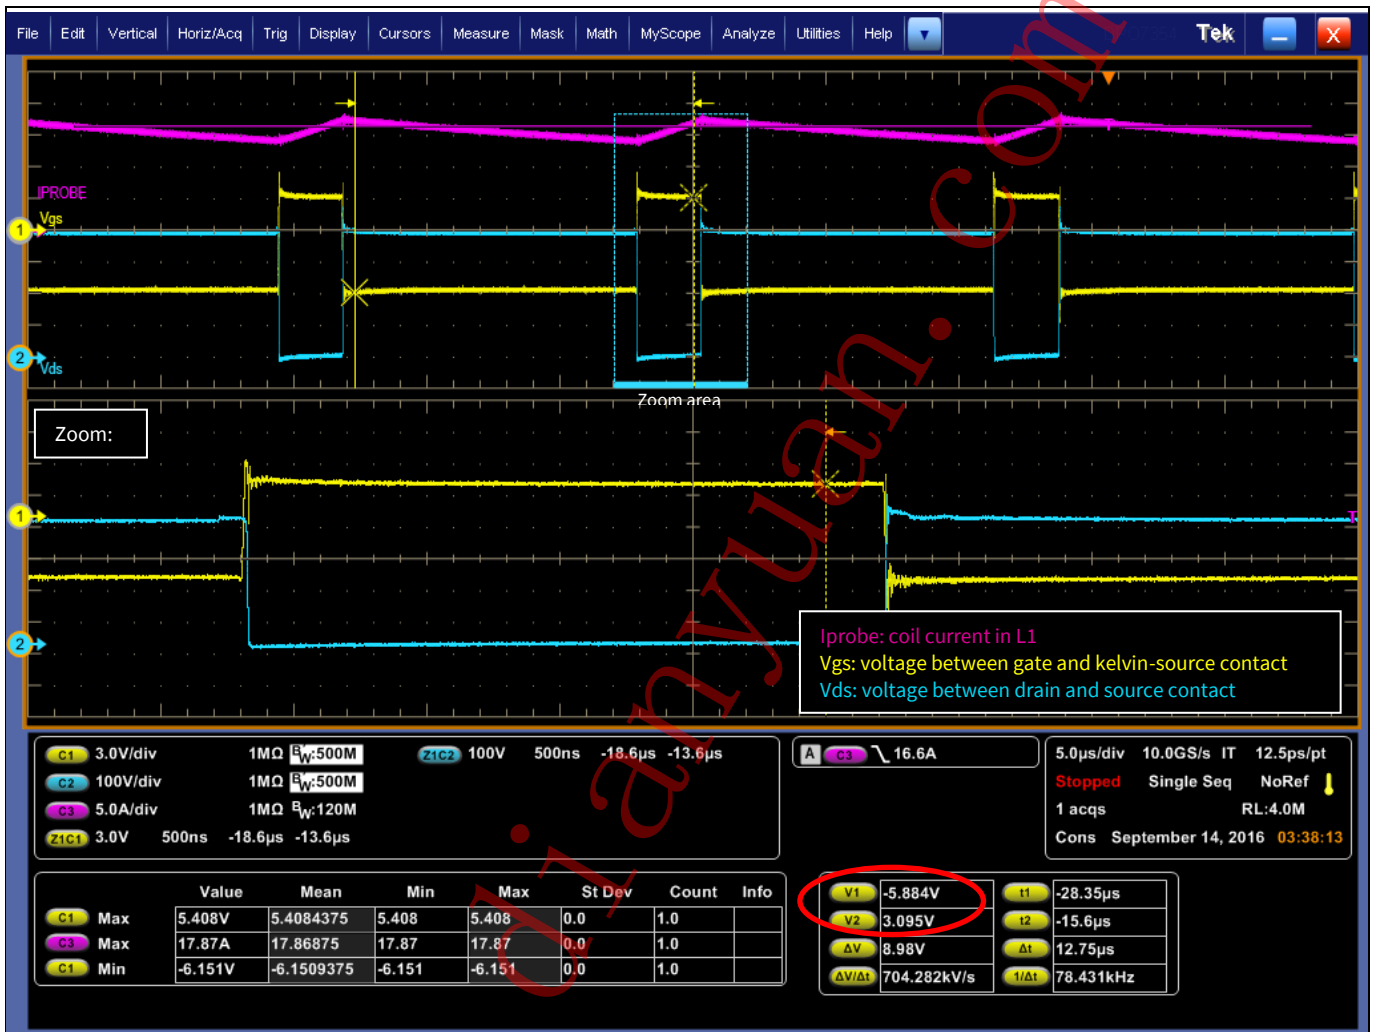 File Edit Vertical Horiz/Acq Trig Display Cursors Measure Mask Math MyScope Analyze Utilities Help Tek X
IPROBE
Vgs
1
2
Vds
Zoom area
Zoom:
1
T
2
Iprobe: coil current in L1
Vgs: voltage between gate and kelvin-source contact
Vds: voltage between drain and source contact
C1 3.0V/div 1MΩ BW:500M Z1C2 100V 500ns -18.6µs -13.6µs
C2 100V/div 1MΩ BW:500M
C3 5.0A/div 1MΩ BW:120M
Z1C1 3.0V 500ns -18.6µs -13.6µs
A C3 16.6A
5.0µs/div 10.0GS/s IT 12.5ps/pt
Stopped Single Seq NoRef
1 acqs RL:4.0M
Cons September 14, 2016 03:38:13
Value Mean Min Max St Dev Count Info
C1 Max 5.408V 5.4084375 5.408 5.408 0.0 1.0
C3 Max 17.87A 17.86875 17.87 17.87 0.0 1.0
C1 Min -6.151V -6.1509375 -6.151 -6.151 0.0 1.0
V1 -5.884V t1 -28.35µs
V2 3.095V t2 -15.6µs
ΔV 8.98V Δt 12.75µs
ΔV/Δt 704.282kV/s 1/Δt 78.431kHz
dianyuan.com